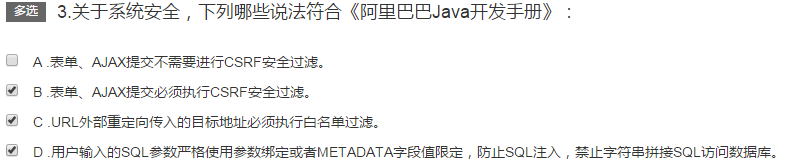 多选 3.关于系统安全，下列哪些说法符合《阿里巴巴Java开发手册》：
A .表单、AJAX提交不需要进行CSRF安全过滤。
B .表单、AJAX提交必须执行CSRF安全过滤。
C .URL外部重定向传入的目标地址必须执行白名单过滤。
D .用户输入的SQL参数严格使用参数绑定或者METADATA字段值限定，防止SQL注入，禁止字符串拼接SQL访问数据库。